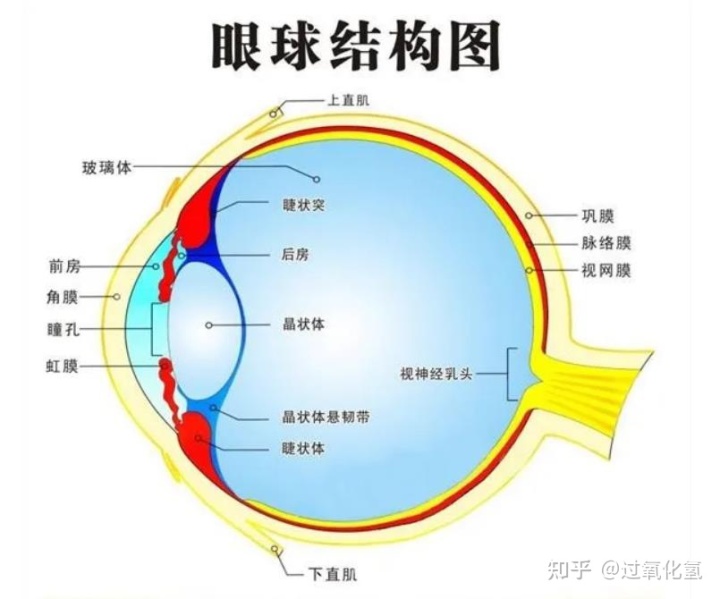 眼球结构图
上直肌
玻璃体
睫状突
巩膜
脉络膜
后房
前房
视网膜
角膜
晶状体
瞳孔
虹膜
视神经乳头
晶状体悬韧带
睫状体
下直肌
知乎 @过氧化氢